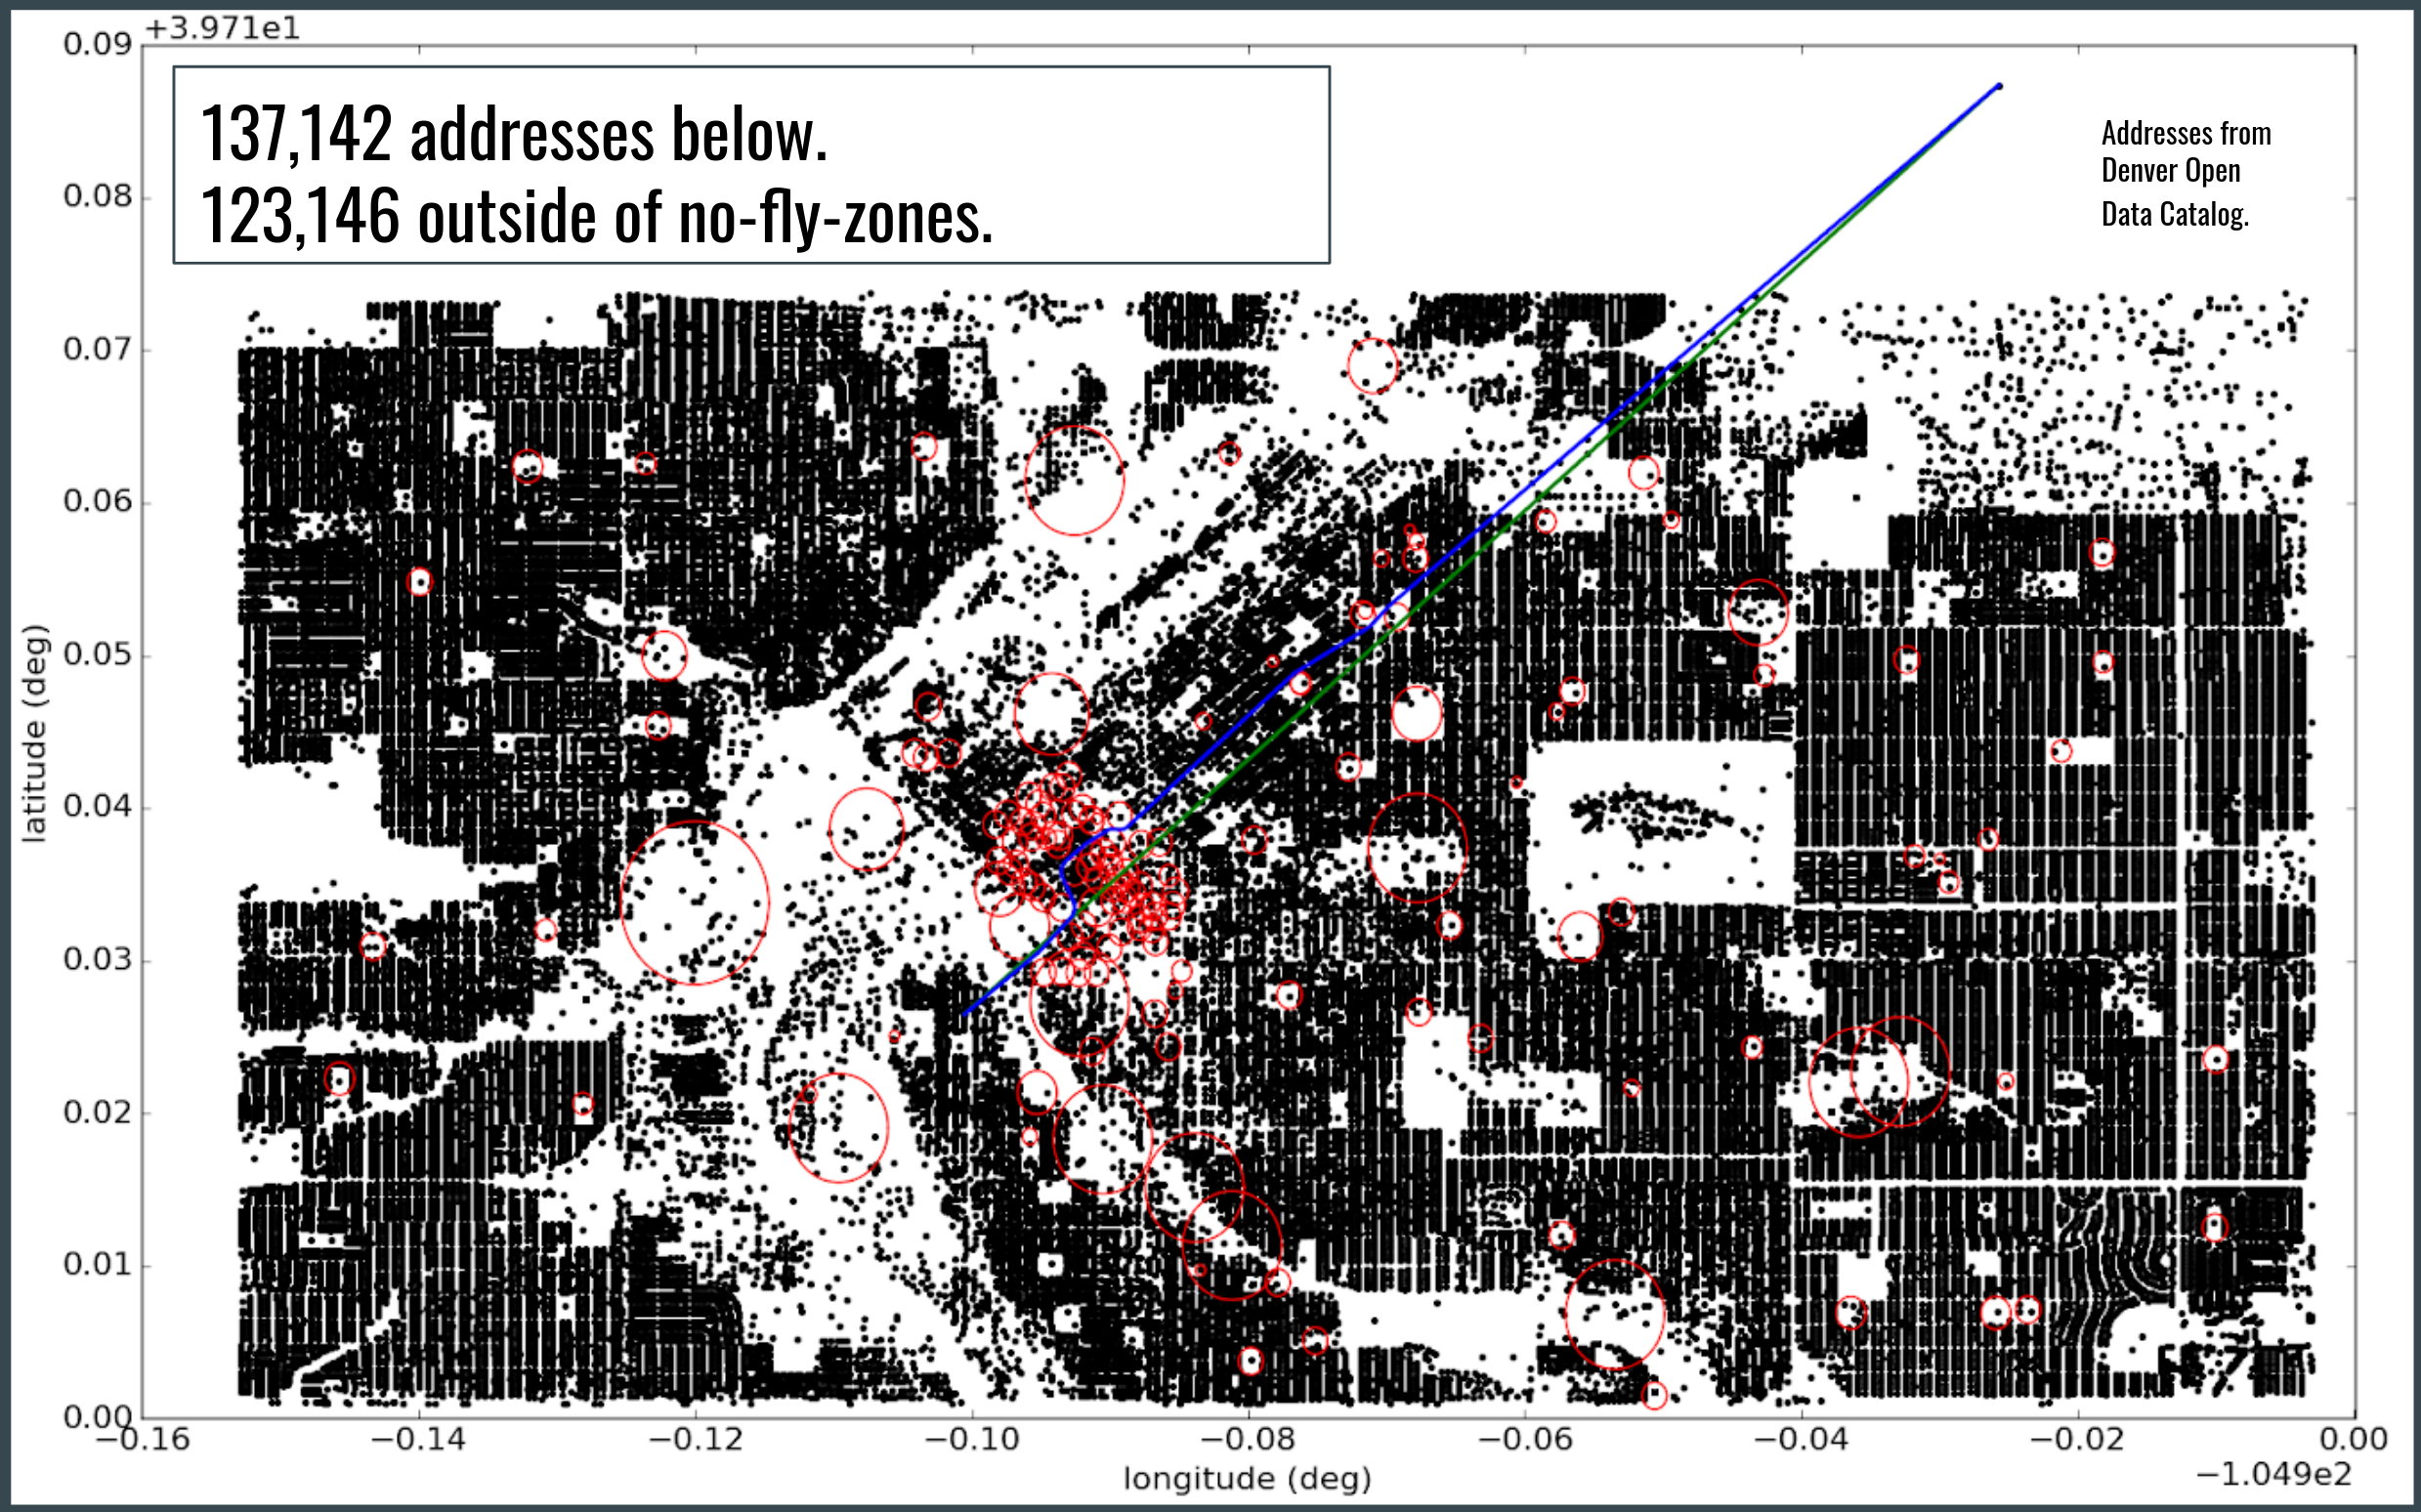 +3.971e1
0.09
137,142 addresses below.
123,146 outside of no-fly-zones.
Addresses from
Denver Open
Data Catalog.
0.08
0.07
0.06
0.05
0.04
0.03
0.02
0.01
0.00
latitude (deg)
−0.16 −0.14 −0.12 −0.10 −0.08 −0.06 −0.04 −0.02 0.00
longitude (deg)
−1.049e2